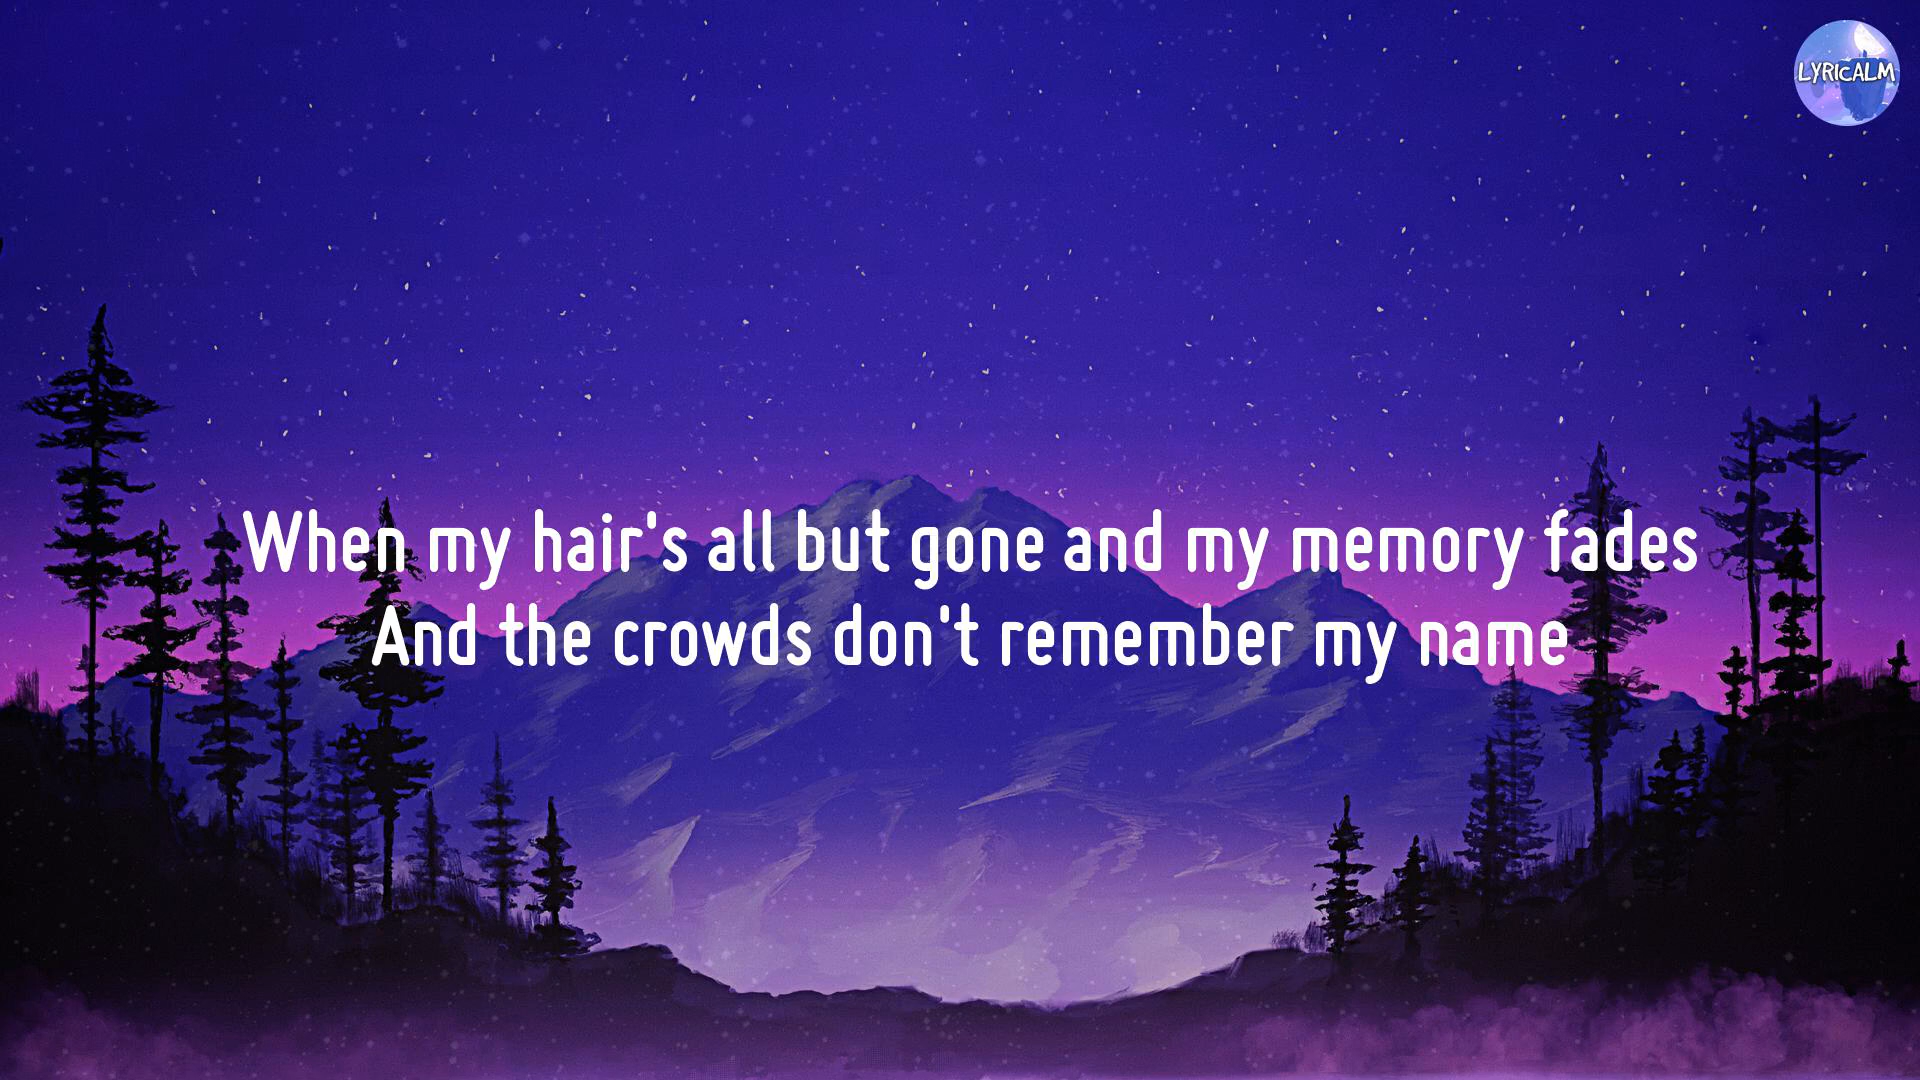 LYRICALM
When my hair's all but gone and my memory fades
And the crowds don't remember my name